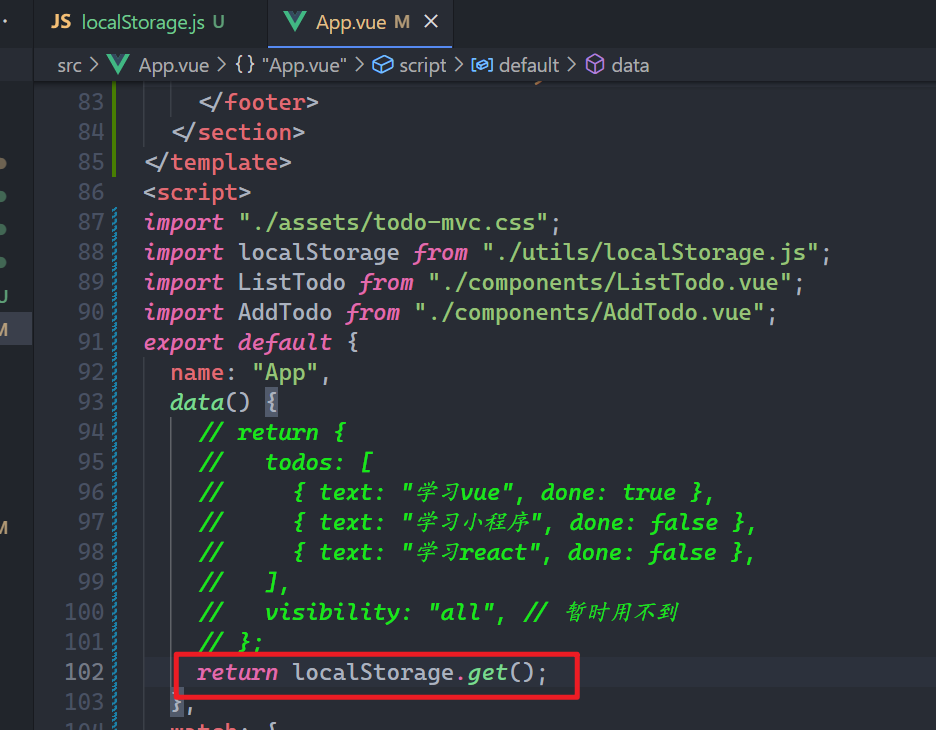 JS localStorage.js U
App.vue M ×
src > App.vue > {} "App.vue" > script > default > data
83 </footer>
84 </section>
85 </template>
86 <script>
87 import "./assets/todo-mvc.css";
88 import localStorage from "./utils/localStorage.js";
89 import ListTodo from "./components/ListTodo.vue";
90 import AddTodo from "./components/AddTodo.vue";
91 export default {
92 name: "App",
93 data() {
94 // return {
95 // todos: [
96 // { text: "学习vue", done: true },
97 // { text: "学习小程序", done: false },
98 // { text: "学习react", done: false },
99 // ],
100 // visibility: "all", // 暂时用不到
101 // };
102 return localStorage.get();
103 },
104 watch: {
U
M
M